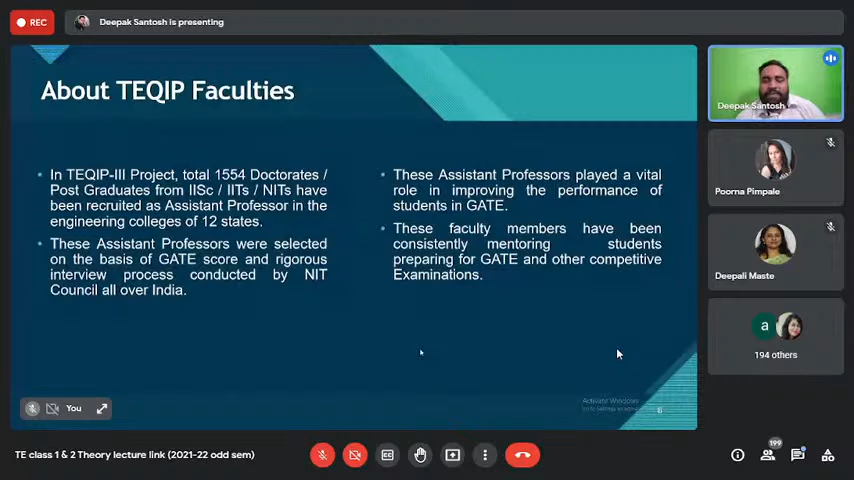 REC
Deepak Santosh is presenting
About TEQIP Faculties
• In TEQIP-III Project, total 1554 Doctorates /
Post Graduates from IISc / IITs / NITs have
been recruited as Assistant Professor in the
engineering colleges of 12 states.
• These Assistant Professors were selected
on the basis of GATE score and rigorous
interview process conducted by NIT
Council all over India.
• These Assistant Professors played a vital
role in improving the performance of
students in GATE.
• These faculty members have been
consistently mentoring students
preparing for GATE and other competitive
Examinations.
Activate Windows
6
Deepak Santosh
Poorna Pimpale
Deepali Maste
a
194 others
You
TE class 1 & 2 Theory lecture link (2021-22 odd sem)
CC
199